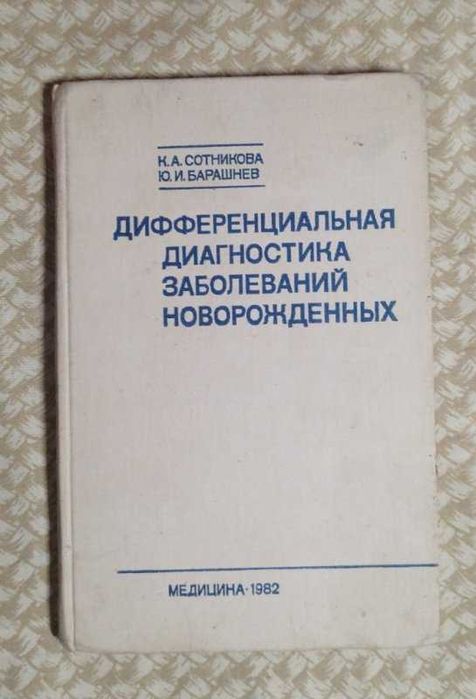 К.А.СОТНИКОВА
Ю.И.БАРАШНЕВ
ДИФФЕРЕНЦИАЛЬНАЯ
ДИАГНОСТИКА
ЗАБОЛЕВАНИЙ
НОВОРОЖДЕННЫХ
МЕДИЦИНА·1982